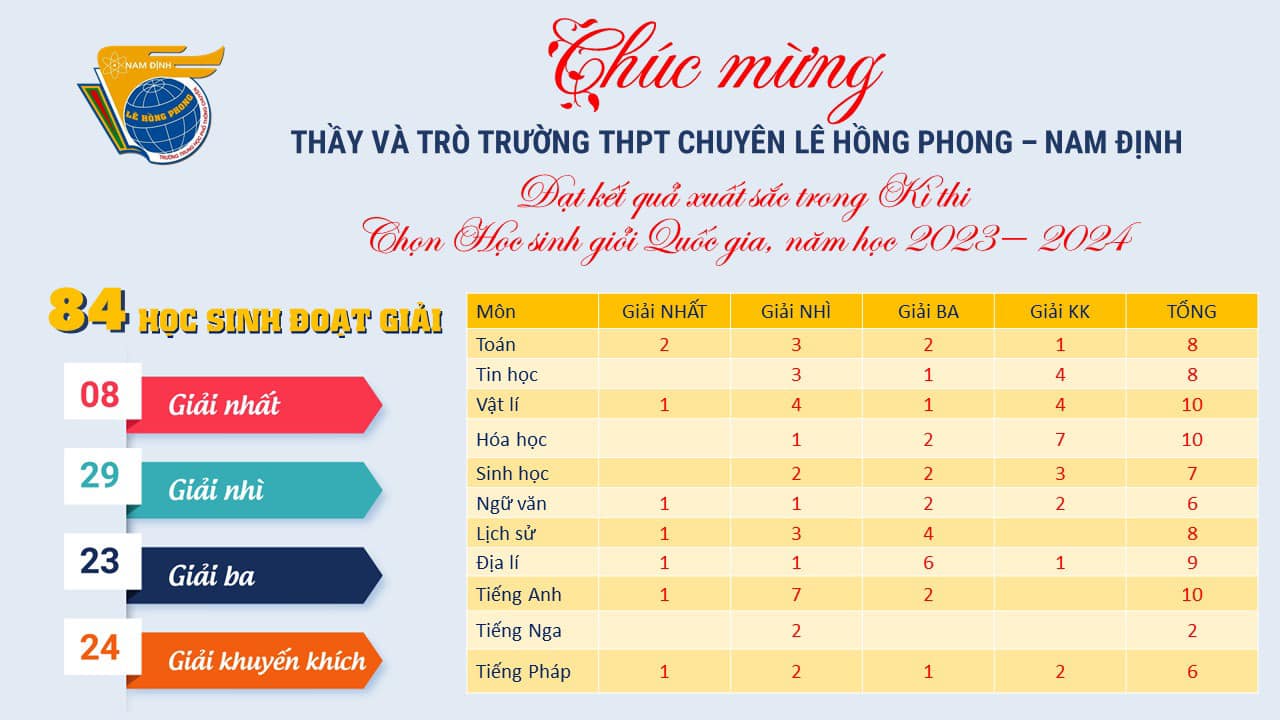 NAM ĐỊNH
LÊ HỒNG PHONG
TRƯỜNG TRUNG HỌC PHỔ THÔNG CHUYÊN
Chúc mừng
THẦY VÀ TRÒ TRƯỜNG THPT CHUYÊN LÊ HỒNG PHONG – NAM ĐỊNH
Đạt kết quả xuất sắc trong Kì thi
Chọn Học sinh giỏi Quốc gia, năm học 2023– 2024
84 HỌC SINH ĐOẠT GIẢI
08 Giải nhất
29 Giải nhì
23 Giải ba
24 Giải khuyến khích
Môn Giải NHẤT Giải NHÌ Giải BA Giải KK TỔNG
Toán 2 3 2 1 8
Tin học 3 1 4 8
Vật lí 1 4 1 4 10
Hóa học 1 2 7 10
Sinh học 2 2 3 7
Ngữ văn 1 1 2 2 6
Lịch sử 1 3 4 8
Địa lí 1 1 6 1 9
Tiếng Anh 1 7 2 10
Tiếng Nga 2 2
Tiếng Pháp 1 2 1 2 6